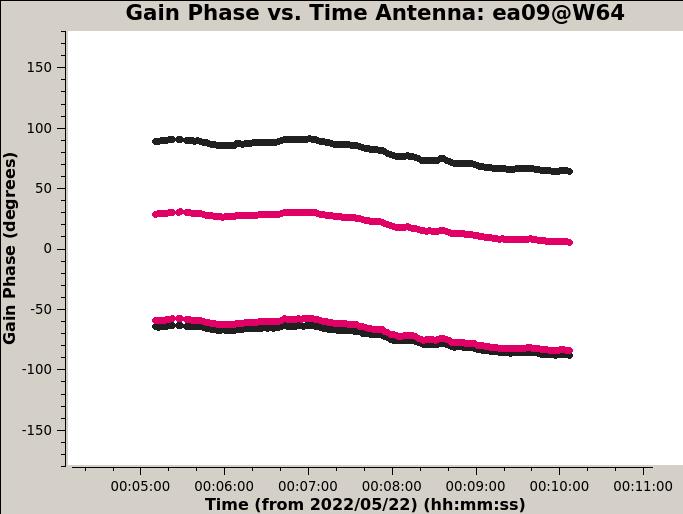 Gain Phase vs. Time Antenna: ea09@W64
Gain Phase (degrees)
150
100
50
0
-50
-100
-150
00:05:00 00:06:00 00:07:00 00:08:00 00:09:00 00:10:00 00:11:00
Time (from 2022/05/22) (hh:mm:ss)